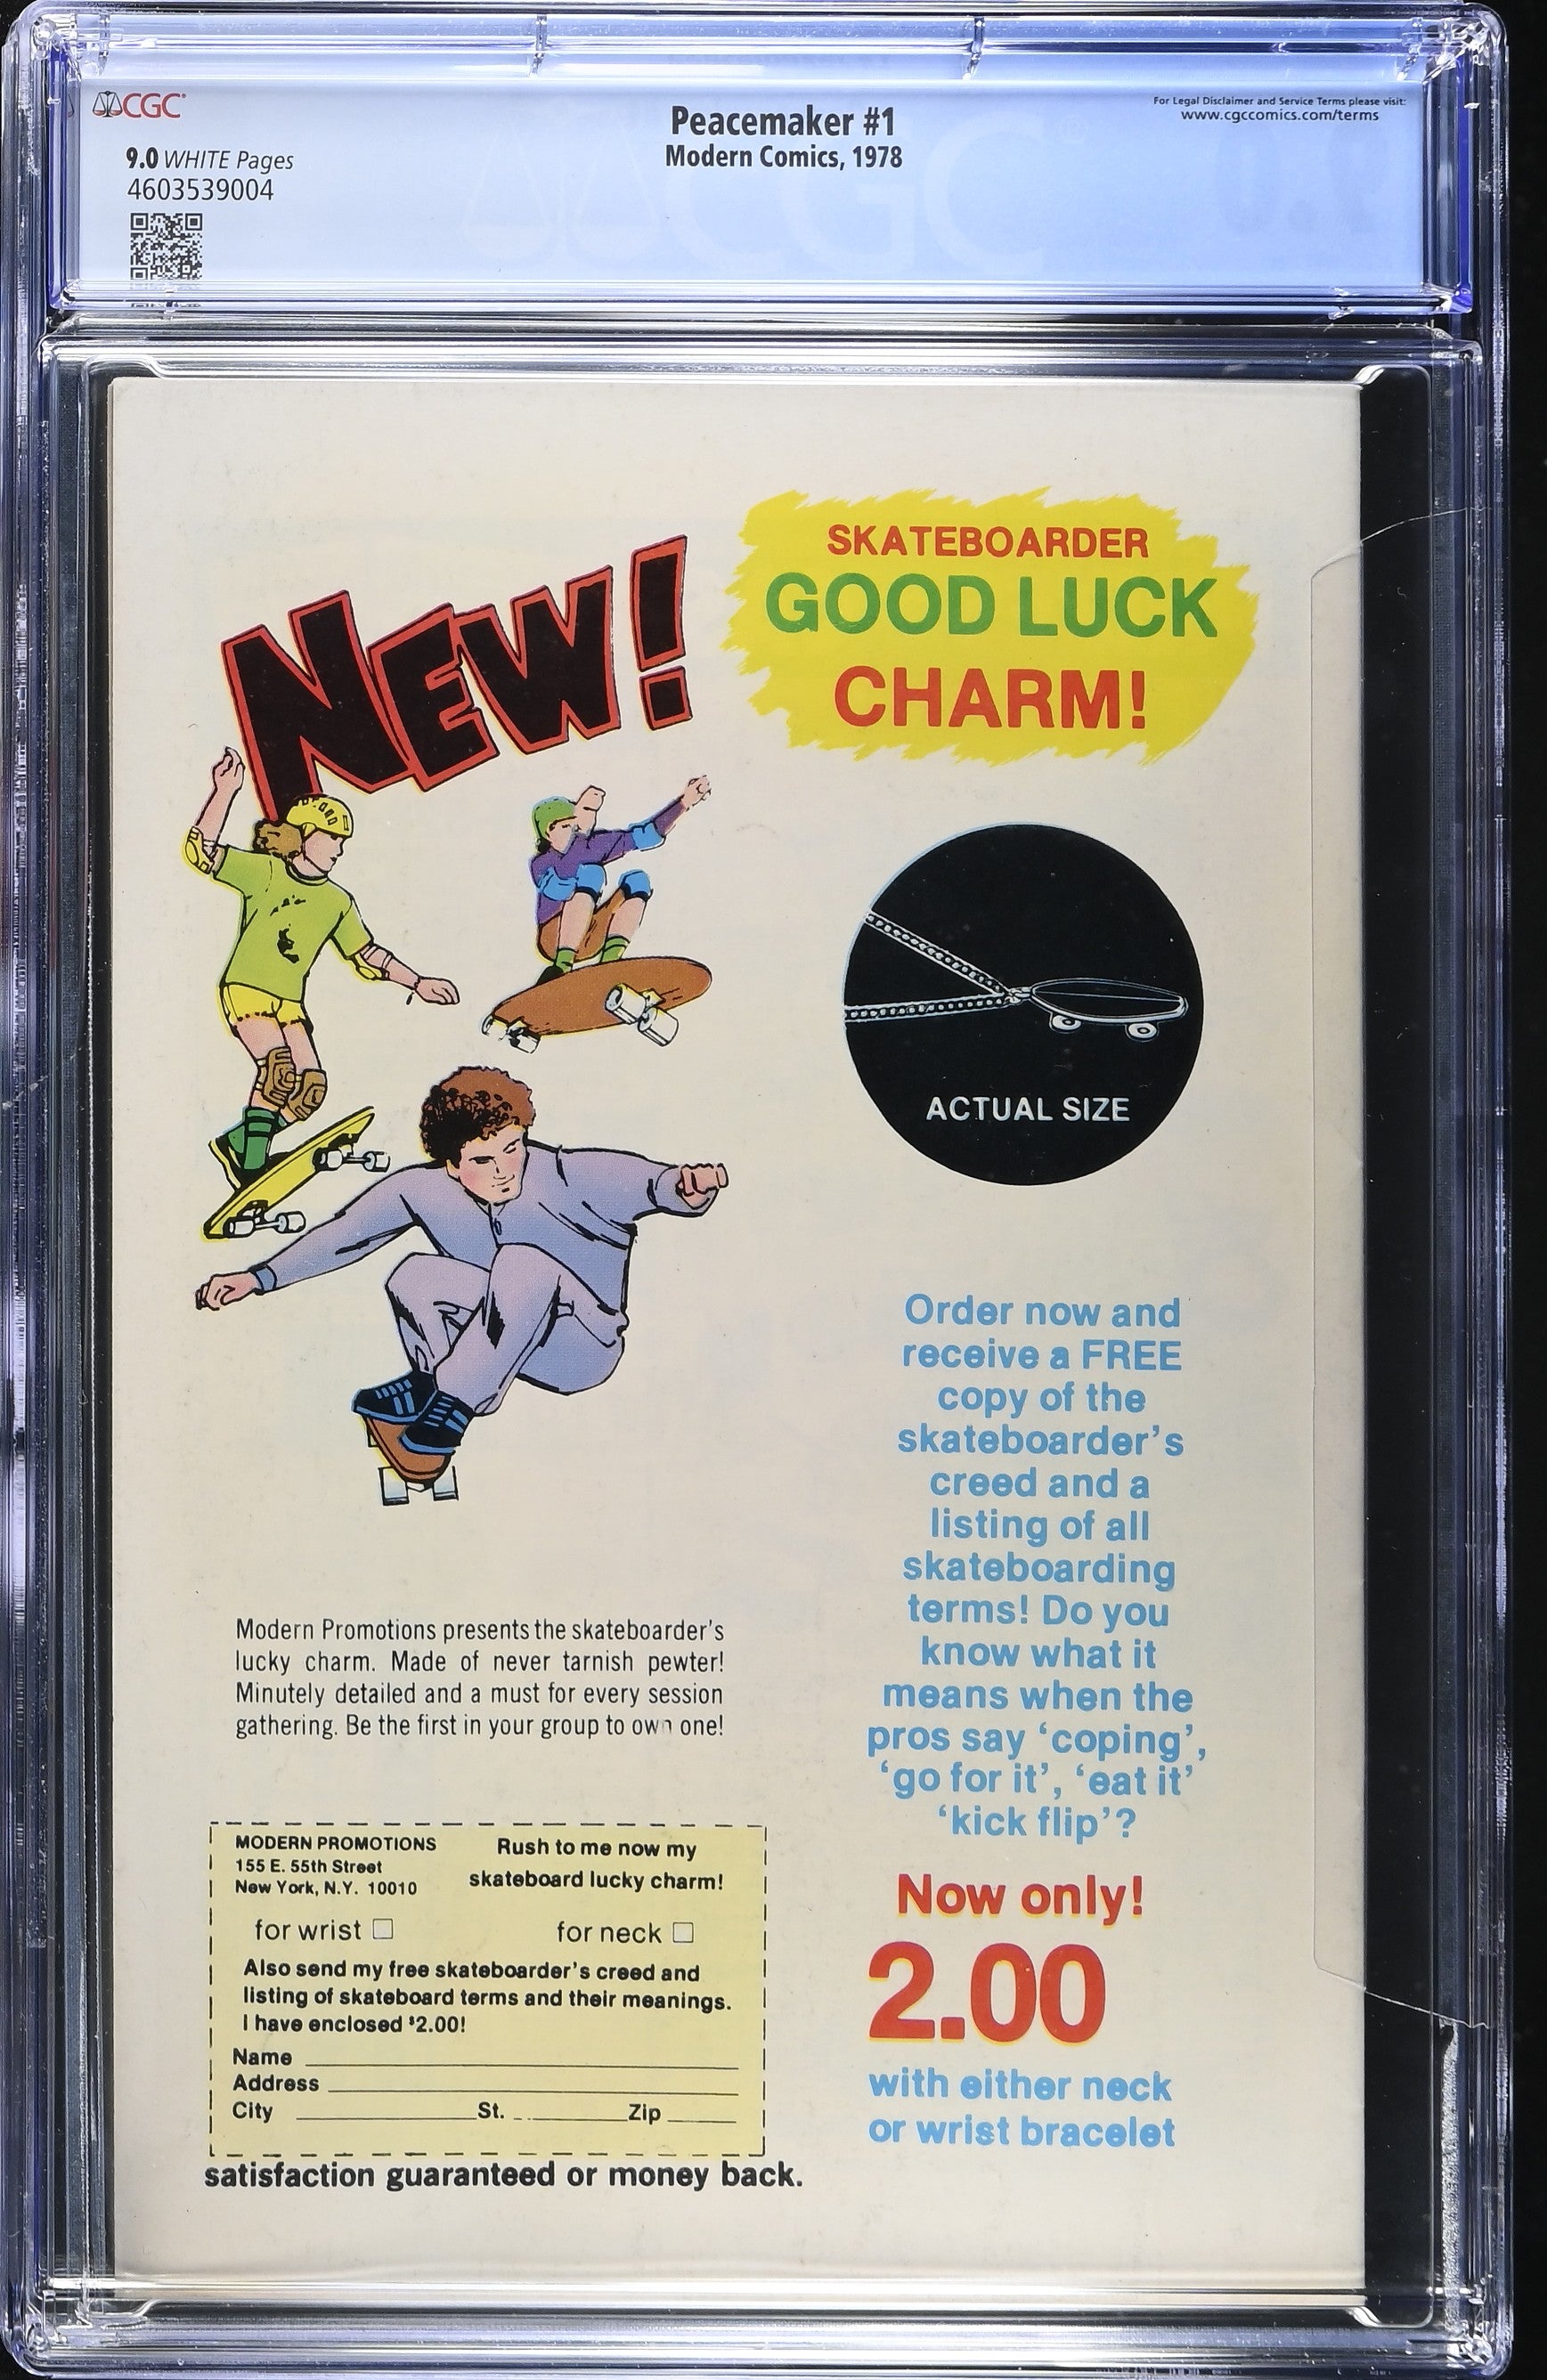 CGC
9.0 WHITE Pages
4603539004
Peacemaker #1
Modern Comics, 1978
For Legal Disclaimer and Service Terms please visit:
www.cgccomics.com/terms
NEW!
SKATEBOARDER
GOOD LUCK
CHARM!
ACTUAL SIZE
Order now and
receive a FREE
copy of the
skateboarder's
creed and a
listing of all
skateboarding
terms! Do you
know what it
means when the
pros say ‘coping’,
‘go for it’, ‘eat it’
‘kick flip’?
Now only!
2.00
with either neck
or wrist bracelet
Modern Promotions presents the skateboarder's
lucky charm. Made of never tarnish pewter!
Minutely detailed and a must for every session
gathering. Be the first in your group to own one!
MODERN PROMOTIONS
155 E. 55th Street
New York, N.Y. 10010
Rush to me now my
skateboard lucky charm!
for wrist
for neck
Also send my free skateboarder's creed and
listing of skateboard terms and their meanings.
I have enclosed $2.00!
Name
Address
City St. Zip
satisfaction guaranteed or money back.